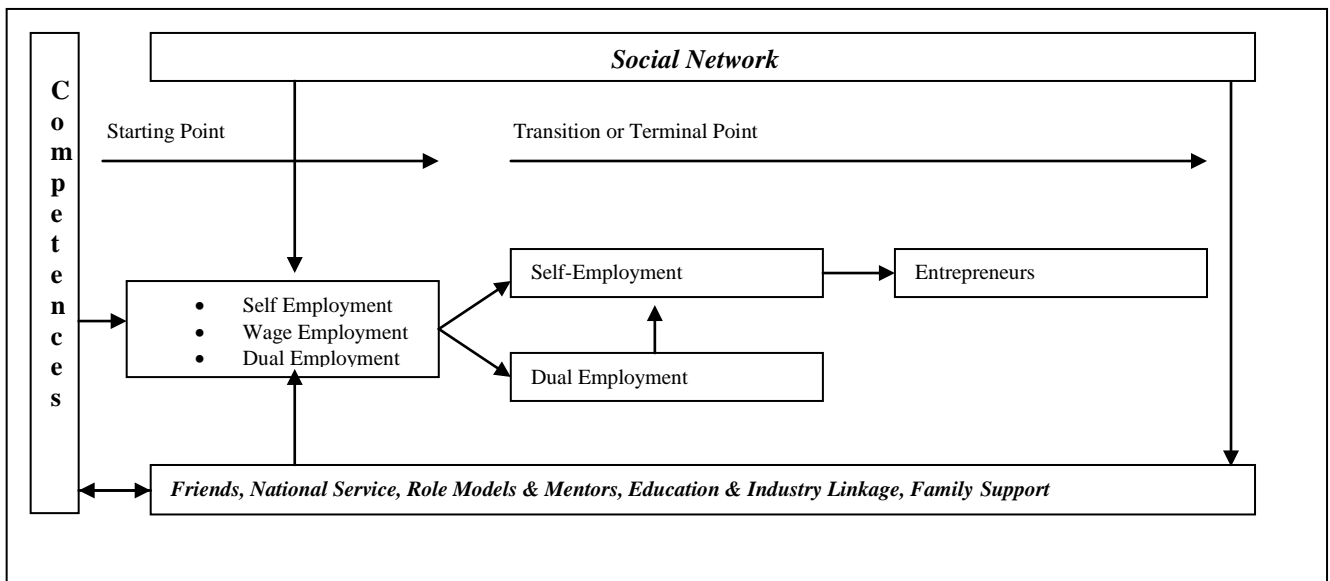 Social Network
Competences
Starting Point
Transition or Terminal Point
• Self Employment
• Wage Employment
• Dual Employment
Self-Employment
Entrepreneurs
Dual Employment
Friends, National Service, Role Models & Mentors, Education & Industry Linkage, Family Support